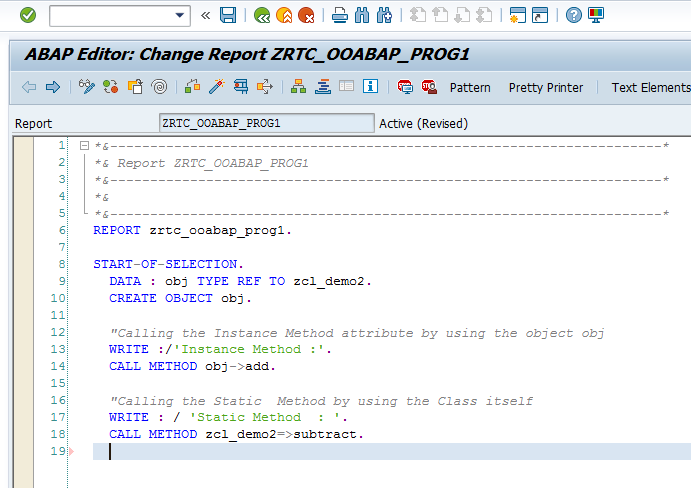 ABAP Editor: Change Report ZRTC_OOABAP_PROG1
Pattern Pretty Printer Text Elements
Report ZRTC_OOABAP_PROG1 Active (Revised)
1 *&---------------------------------------------------------------------*
2 *& Report ZRTC_OOABAP_PROG1
3 *&---------------------------------------------------------------------*
4 *&
5 *&---------------------------------------------------------------------*
6 REPORT zrtc_ooabap_prog1.
7
8 START-OF-SELECTION.
9 DATA : obj TYPE REF TO zcl_demo2.
10 CREATE OBJECT obj.
11
12 "Calling the Instance Method attribute by using the object obj
13 WRITE :/'Instance Method :'.
14 CALL METHOD obj->add.
15
16 "Calling the Static  Method by using the Class itself
17 WRITE : / 'Static Method  : '.
18 CALL METHOD zcl_demo2=>subtract.
19